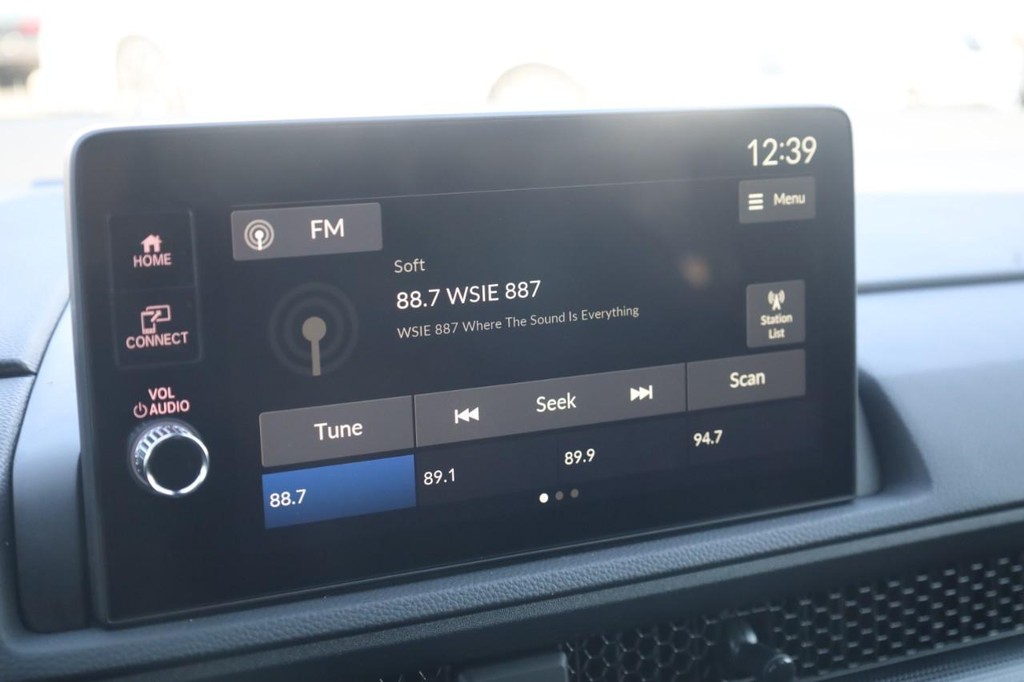 12:39
Menu
FM
HOME
Soft
88.7 WSIE 887
WSIE 887 Where The Sound Is Everything
Station
List
CONNECT
VOL
AUDIO
Tune
Seek
Scan
88.7
89.1
89.9
94.7